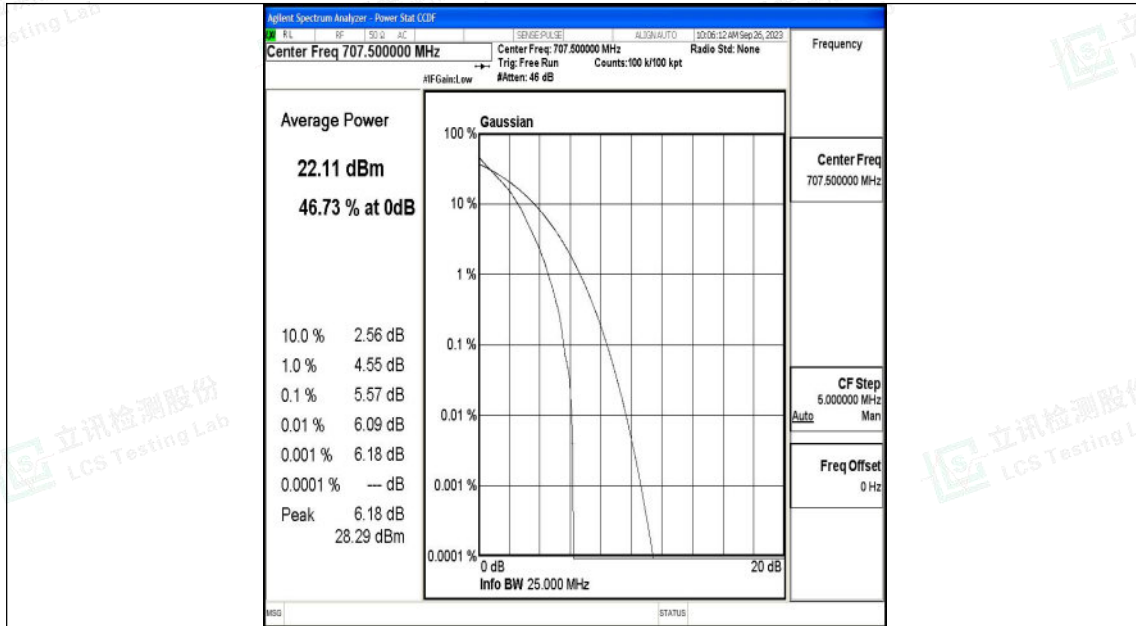 Agilent Spectrum Analyzer - Power Stat CCDF
RL RF 50 Ω AC SENSE:PULSE ALIGNAUTO 10:06:12 AM Sep 26, 2023
Center Freq 707.500000 MHz
Center Freq: 707.500000 MHz
Radio Std: None
Trig: Free Run Counts:100 k/100 kpt
#IFGain:Low #Atten: 46 dB
Frequency
Average Power
22.11 dBm
46.73 % at 0dB
10.0 % 2.56 dB
1.0 % 4.55 dB
0.1 % 5.57 dB
0.01 % 6.09 dB
0.001 % 6.18 dB
0.0001 % --- dB
Peak 6.18 dB
28.29 dBm
Gaussian
100 %
10 %
1 %
0.1 %
0.01 %
0.001 %
0.0001 %
0 dB 20 dB
Info BW 25.000 MHz
Center Freq
707.500000 MHz
CF Step
5.000000 MHz
Auto Man
Freq Offset
0 Hz
MSG STATUS
立讯检测股份
LCS Testing Lab
立讯检测股份
LCS Testing L
esting Lab
立
LCS